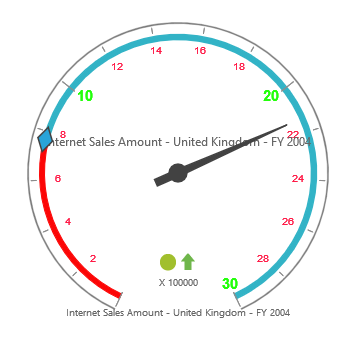 14 16
12 18
10 20
8 22
Internet Sales Amount - United Kingdom - FY 2004
6 24
4 26
2 28
X 100000 30
Internet Sales Amount - United Kingdom - FY 2004